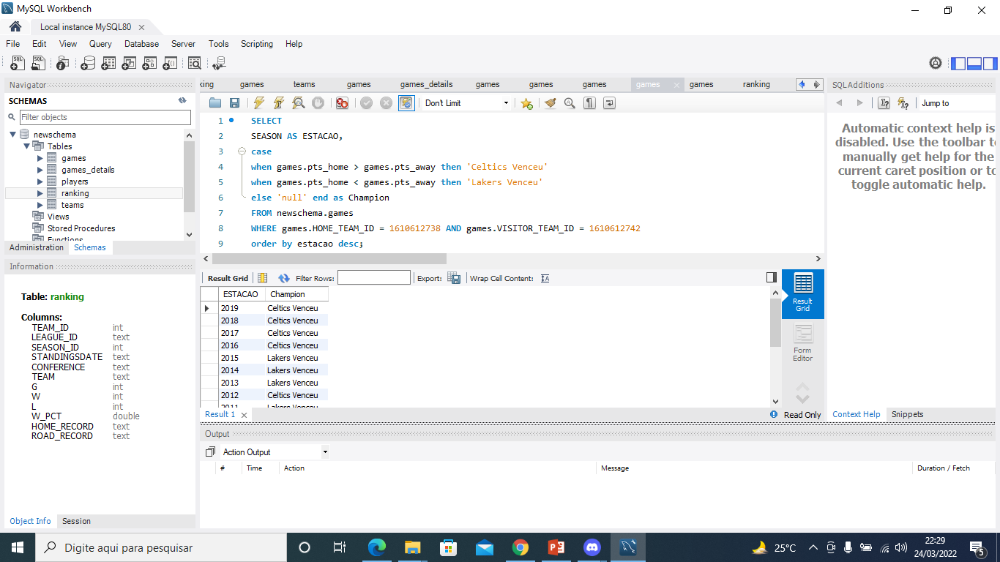 MySQL Workbench
Local instance MySQL80
File Edit View Query Database Server Tools Scripting Help
Navigator
SCHEMAS
Filter objects
newschema
Tables
games
games_details
players
ranking
teams
Views
Stored Procedures
Functions
Administration Schemas
Information
Table: ranking
Columns:
TEAM_ID int
LEAGUE_ID text
SEASON_ID int
STANDINGSDATE text
CONFERENCE text
TEAM text
G int
W int
L int
W_PCT double
HOME_RECORD text
ROAD_RECORD text
Object Info Session
king games teams games games_details games games games games games ranking
Don't Limit
1 SELECT
2 SEASON AS ESTACAO,
3 case
4 when games.pts_home > games.pts_away then 'Celtics Venceu'
5 when games.pts_home < games.pts_away then 'Lakers Venceu'
6 else 'null' end as Champion
7 FROM newschema.games
8 WHERE games.HOME_TEAM_ID = 1610612738 AND games.VISITOR_TEAM_ID = 1610612742
9 order by estacao desc;
Result Grid Filter Rows: Export: Wrap Cell Content:
ESTACAO Champion
2019 Celtics Venceu
2018 Celtics Venceu
2017 Celtics Venceu
2016 Celtics Venceu
2015 Lakers Venceu
2014 Lakers Venceu
2013 Lakers Venceu
2012 Celtics Venceu
2011 Lakers Venceu
Result Grid
Form Editor
Result 1
Read Only
Output
Action Output
# Time Action Message Duration / Fetch
SQLAdditions
Jump to
Automatic context help is
disabled. Use the toolbar to
manually get help for the
current caret position or to
toggle automatic help.
Context Help Snippets
Digite aqui para pesquisar
25°C
22:29
24/03/2022
5